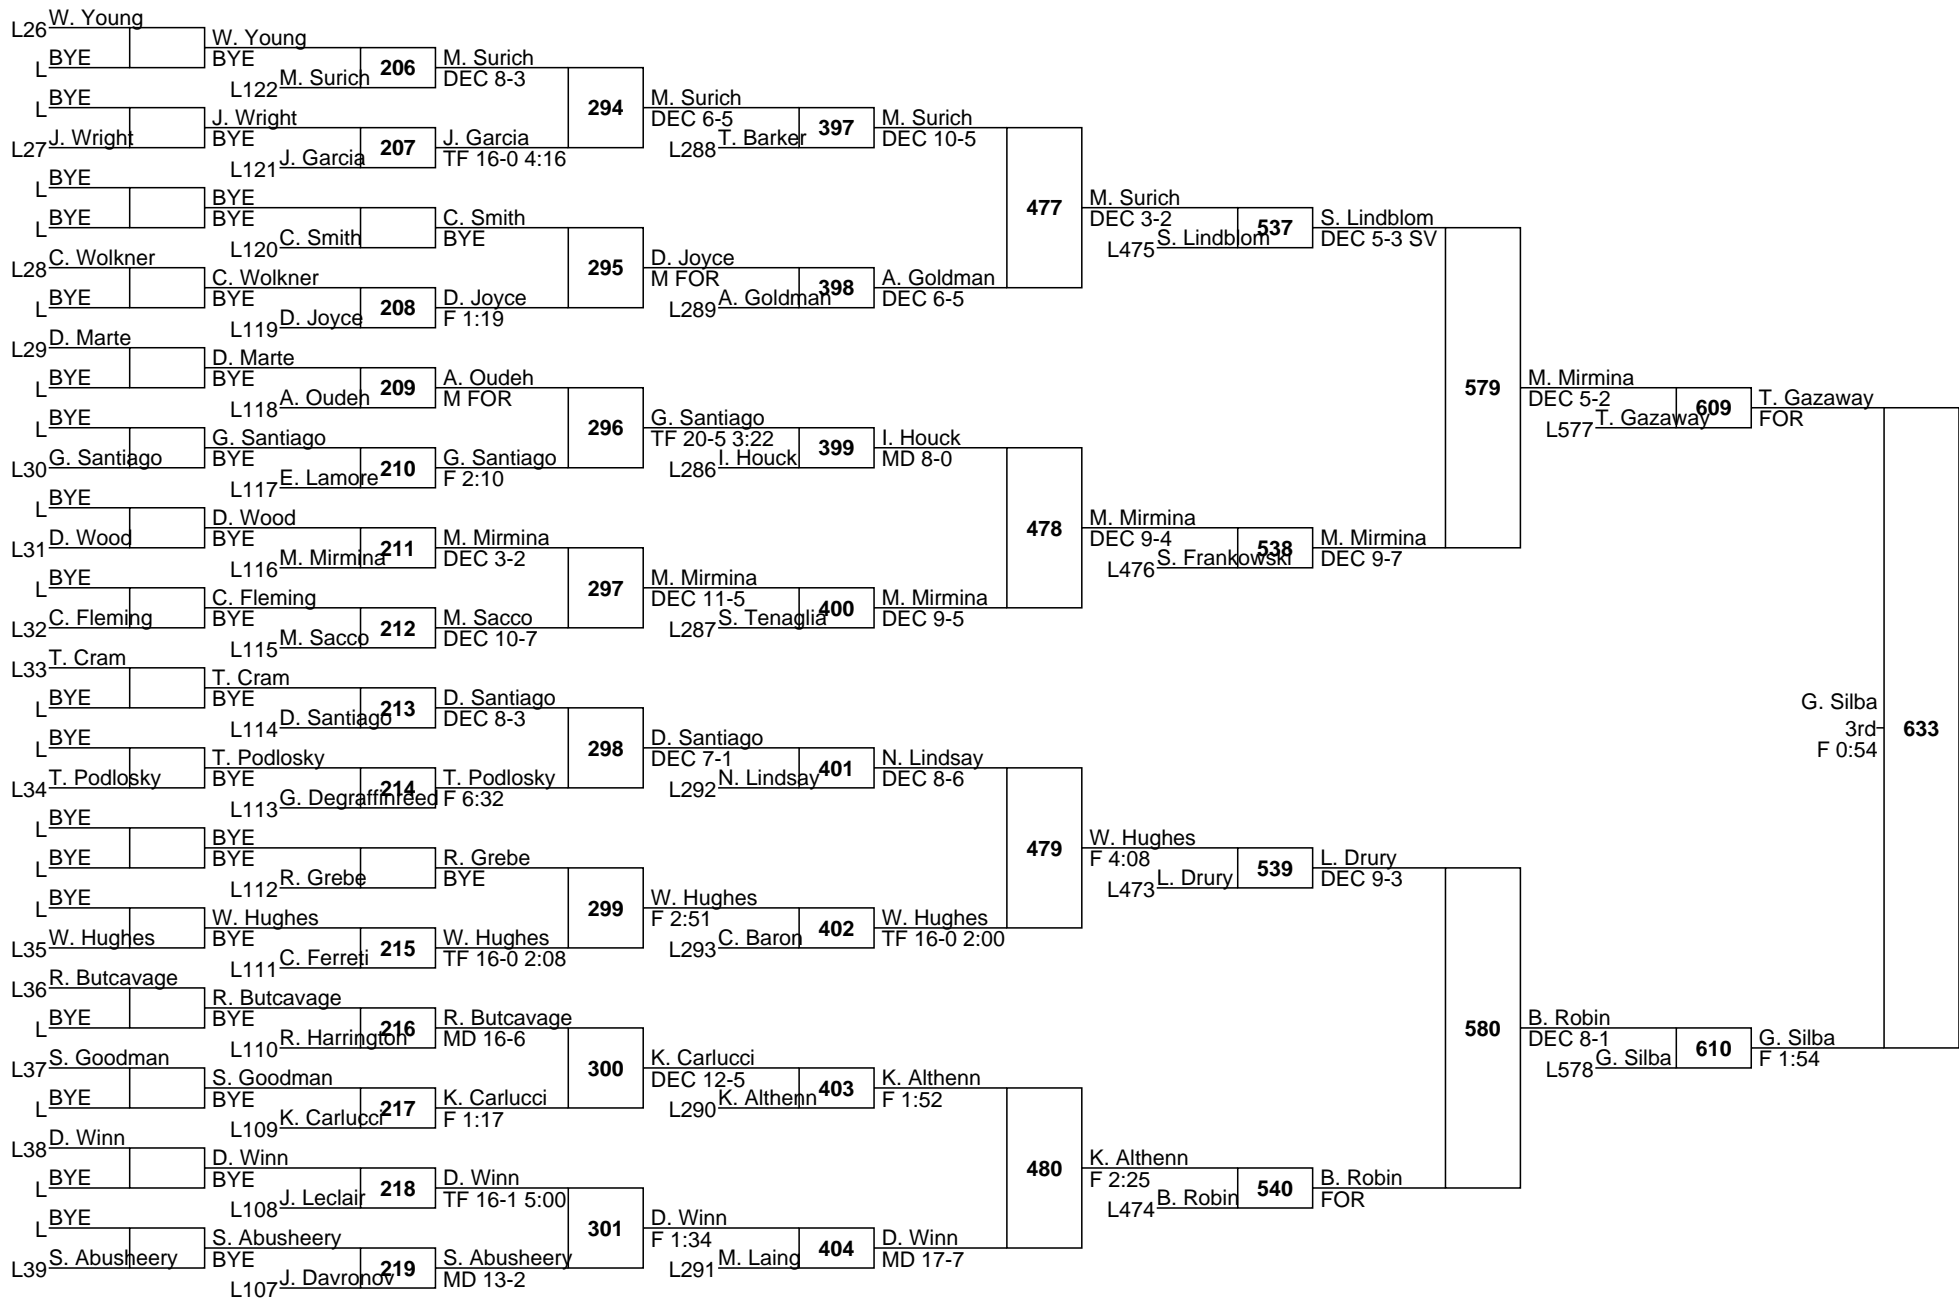 W. Young
L26
BYE
L
W. Young
BYE
L122
M. Surich
206
M. Surich
DEC 8-3
BYE
L
J. Wright
L27
J. Wright
BYE
L121
J. Garcia
207
J. Garcia
TF 16-0 4:16
294
M. Surich
DEC 6-5
L288
T. Barker
397
M. Surich
DEC 10-5
BYE
L
BYE
L
BYE
BYE
L120
C. Smith
C. Smith
BYE
C. Wolkner
L28
BYE
L
C. Wolkner
BYE
L119
D. Joyce
208
D. Joyce
F 1:19
295
D. Joyce
M FOR
L289
A. Goldman
398
A. Goldman
DEC 6-5
477
M. Surich
DEC 3-2
L475
S. Lindblom
537
S. Lindblom
DEC 5-3 SV
D. Marte
L29
BYE
L
D. Marte
BYE
L118
A. Oudeh
209
A. Oudeh
M FOR
BYE
L
G. Santiago
L30
G. Santiago
BYE
L117
E. Lamore
210
G. Santiago
F 2:10
296
G. Santiago
TF 20-5 3:22
L286
I. Houck
399
I. Houck
MD 8-0
BYE
L
D. Wood
L31
D. Wood
BYE
L116
M. Mirmina
211
M. Mirmina
DEC 3-2
BYE
L
C. Fleming
L32
C. Fleming
BYE
L115
M. Sacco
212
M. Sacco
DEC 10-7
297
M. Mirmina
DEC 11-5
L287
S. Tenaglia
400
M. Mirmina
DEC 9-5
478
M. Mirmina
DEC 9-4
L476
S. Frankowski
538
M. Mirmina
DEC 9-7
579
M. Mirmina
DEC 5-2
L577
T. Gazaway
609
T. Gazaway
FOR
T. Cram
L33
BYE
L
T. Cram
BYE
L114
D. Santiago
213
D. Santiago
DEC 8-3
BYE
L
T. Podlosky
L34
T. Podlosky
BYE
L113
G. Degraffinreed
214
T. Podlosky
F 6:32
298
D. Santiago
DEC 7-1
L292
N. Lindsay
401
N. Lindsay
DEC 8-6
BYE
L
BYE
L
BYE
BYE
L112
R. Grebe
R. Grebe
BYE
BYE
L
W. Hughes
L35
W. Hughes
BYE
L111
C. Ferreti
215
W. Hughes
TF 16-0 2:08
299
W. Hughes
F 2:51
L293
C. Baron
402
W. Hughes
TF 16-0 2:00
479
W. Hughes
F 4:08
L473
L. Drury
539
L. Drury
DEC 9-3
R. Butcavage
L36
BYE
L
R. Butcavage
BYE
L110
R. Harrington
216
R. Butcavage
MD 16-6
S. Goodman
L37
BYE
L
S. Goodman
BYE
L109
K. Carlucci
217
K. Carlucci
F 1:17
300
K. Carlucci
DEC 12-5
L290
K. Althenn
403
K. Althenn
F 1:52
D. Winn
L38
BYE
L
D. Winn
BYE
L108
J. Leclair
218
D. Winn
TF 16-1 5:00
BYE
L
S. Abusheery
L39
S. Abusheery
BYE
L107
J. Davronov
219
S. Abusheery
MD 13-2
301
D. Winn
F 1:34
L291
M. Laing
404
D. Winn
MD 17-7
480
K. Althenn
F 2:25
L474
B. Robin
540
B. Robin
FOR
580
B. Robin
DEC 8-1
L578
G. Silba
610
G. Silba
F 1:54
G. Silba
3rd
F 0:54
633